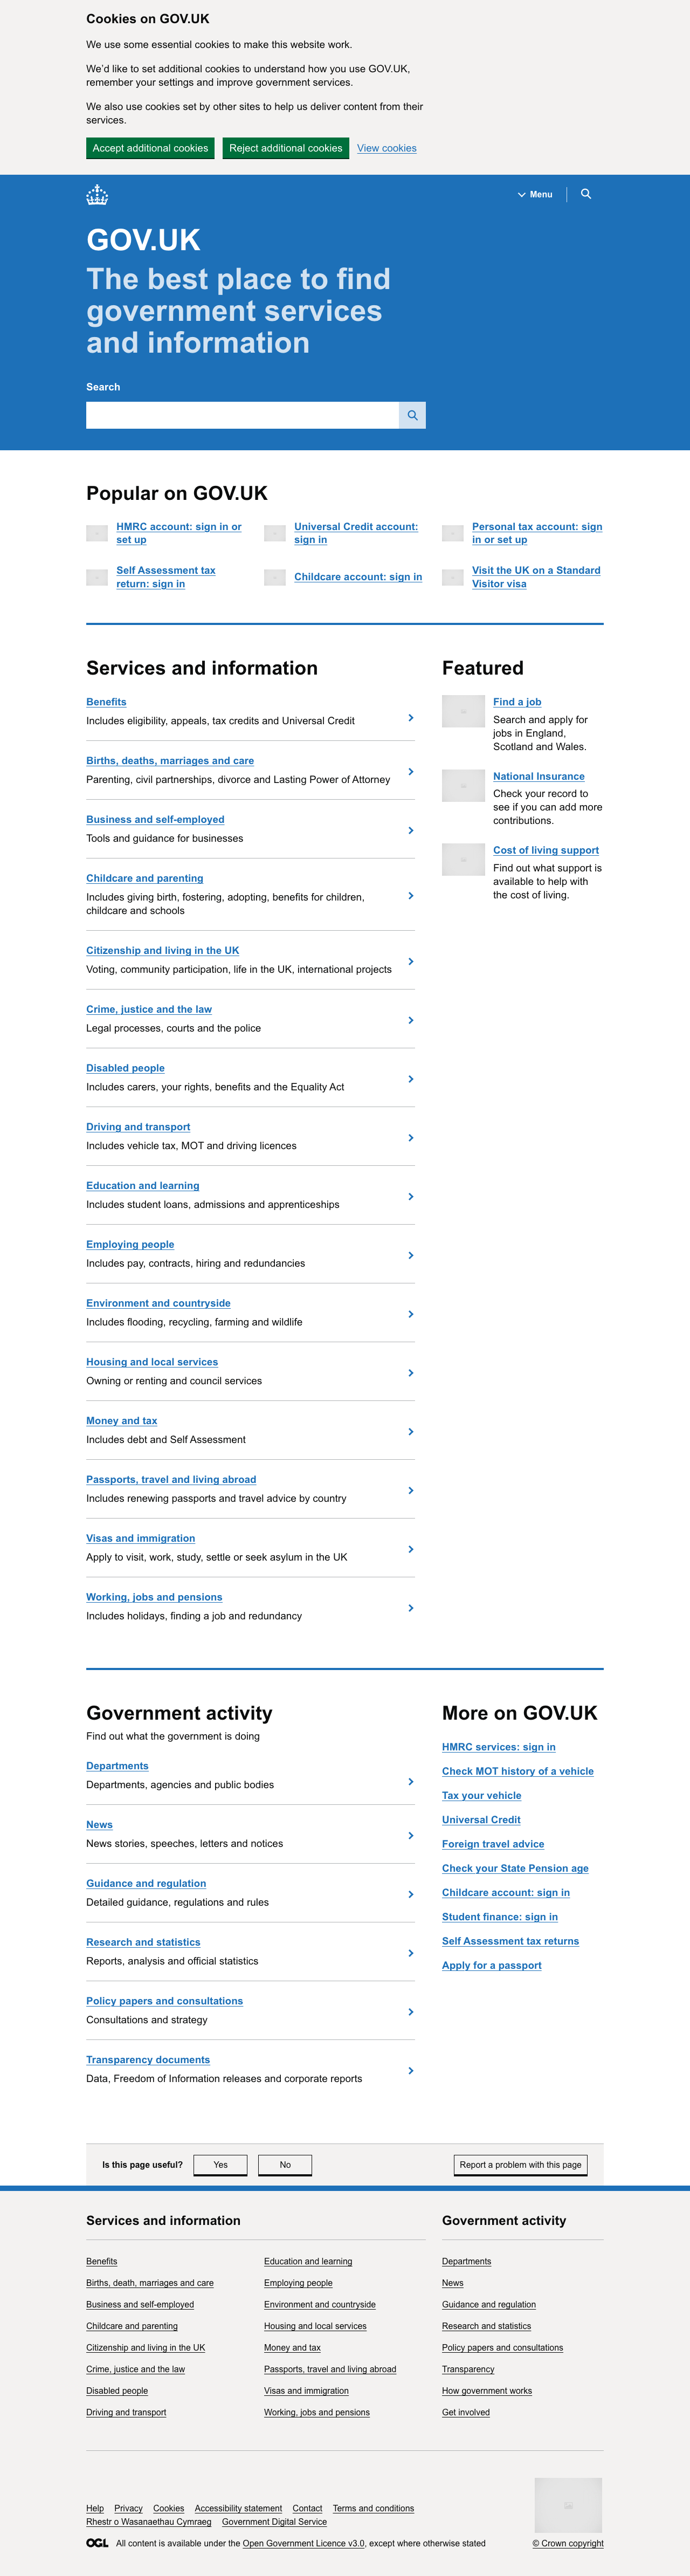 Cookies on GOV.UK
We use some essential cookies to make this website work.
We'd like to set additional cookies to understand how you use GOV.UK,
remember your settings and improve government services.
We also use cookies set by other sites to help us deliver content from their
services.
Accept additional cookies
Reject additional cookies
View cookies
Menu
GOV.UK
The best place to find
government services
and information
Search
Popular on GOV.UK
HMRC account: sign in or
set up
Universal Credit account:
sign in
Personal tax account: sign
in or set up
Self Assessment tax
return: sign in
Childcare account: sign in
Visit the UK on a Standard
Visitor visa
Services and information
Benefits
Includes eligibility, appeals, tax credits and Universal Credit
Births, deaths, marriages and care
Parenting, civil partnerships, divorce and Lasting Power of Attorney
Business and self-employed
Tools and guidance for businesses
Childcare and parenting
Includes giving birth, fostering, adopting, benefits for children,
childcare and schools
Citizenship and living in the UK
Voting, community participation, life in the UK, international projects
Crime, justice and the law
Legal processes, courts and the police
Disabled people
Includes carers, your rights, benefits and the Equality Act
Driving and transport
Includes vehicle tax, MOT and driving licences
Education and learning
Includes student loans, admissions and apprenticeships
Employing people
Includes pay, contracts, hiring and redundancies
Environment and countryside
Includes flooding, recycling, farming and wildlife
Housing and local services
Owning or renting and council services
Money and tax
Includes debt and Self Assessment
Passports, travel and living abroad
Includes renewing passports and travel advice by country
Visas and immigration
Apply to visit, work, study, settle or seek asylum in the UK
Working, jobs and pensions
Includes holidays, finding a job and redundancy
Featured
Find a job
Search and apply for
jobs in England,
Scotland and Wales.
National Insurance
Check your record to
see if you can add more
contributions.
Cost of living support
Find out what support is
available to help with
the cost of living.
Government activity
Find out what the government is doing
Departments
Departments, agencies and public bodies
News
News stories, speeches, letters and notices
Guidance and regulation
Detailed guidance, regulations and rules
Research and statistics
Reports, analysis and official statistics
Policy papers and consultations
Consultations and strategy
Transparency documents
Data, Freedom of Information releases and corporate reports
More on GOV.UK
HMRC services: sign in
Check MOT history of a vehicle
Tax your vehicle
Universal Credit
Foreign travel advice
Check your State Pension age
Childcare account: sign in
Student finance: sign in
Self Assessment tax returns
Apply for a passport
Is this page useful?
Yes
No
Report a problem with this page
Services and information
Benefits
Births, death, marriages and care
Business and self-employed
Childcare and parenting
Citizenship and living in the UK
Crime, justice and the law
Disabled people
Driving and transport
Education and learning
Employing people
Environment and countryside
Housing and local services
Money and tax
Passports, travel and living abroad
Visas and immigration
Working, jobs and pensions
Government activity
Departments
News
Guidance and regulation
Research and statistics
Policy papers and consultations
Transparency
How government works
Get involved
Help Privacy Cookies Accessibility statement Contact Terms and conditions
Rhestr o Wasanaethau Cymraeg Government Digital Service
OGL All content is available under the Open Government Licence v3.0, except where otherwise stated
© Crown copyright